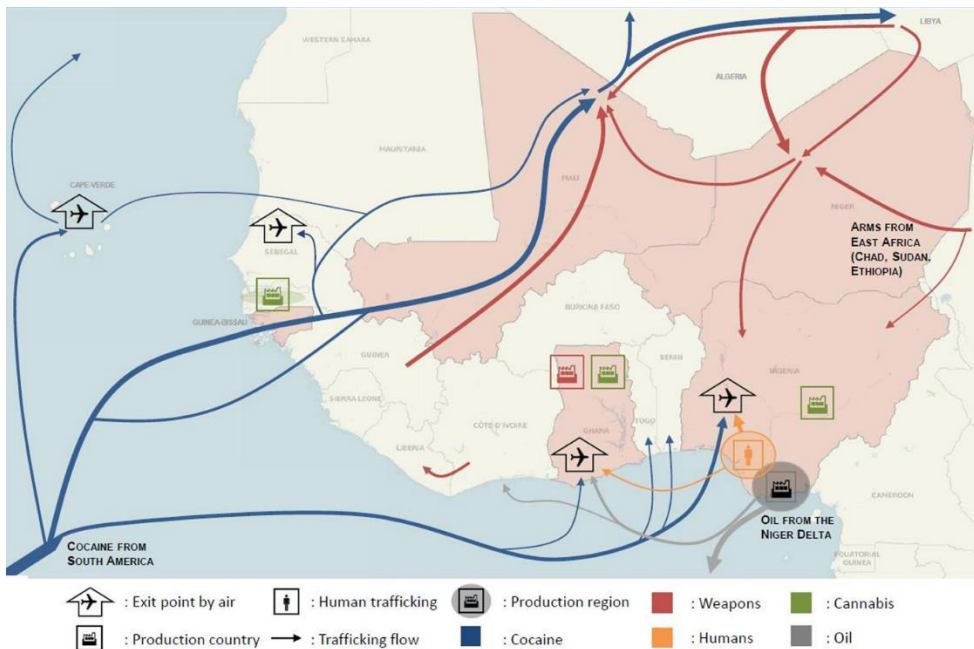 WESTERN SAHARA
LIBYA
ALGERIA
MAURITANIA
CAPE-VERDE
MALI
NIGER
SENEGAL
ARMS FROM
EAST AFRICA
(CHAD, SUDAN,
ETHIOPIA)
BURKINA FASO
GUINEA-BISSAU
GUINEA
BENIN
NIGERIA
SIERRA-LEONE
CÔTE-D'IVOIRE
GHANA
TOGO
LIBERIA
CAMEROON
OIL FROM THE
NIGER DELTA
COCAINE FROM
SOUTH AMERICA
EQUATORIAL
GUINEA
: Exit point by air
: Human trafficking
: Production region
: Weapons
: Cannabis
: Production country
: Trafficking flow
: Cocaine
: Humans
: Oil